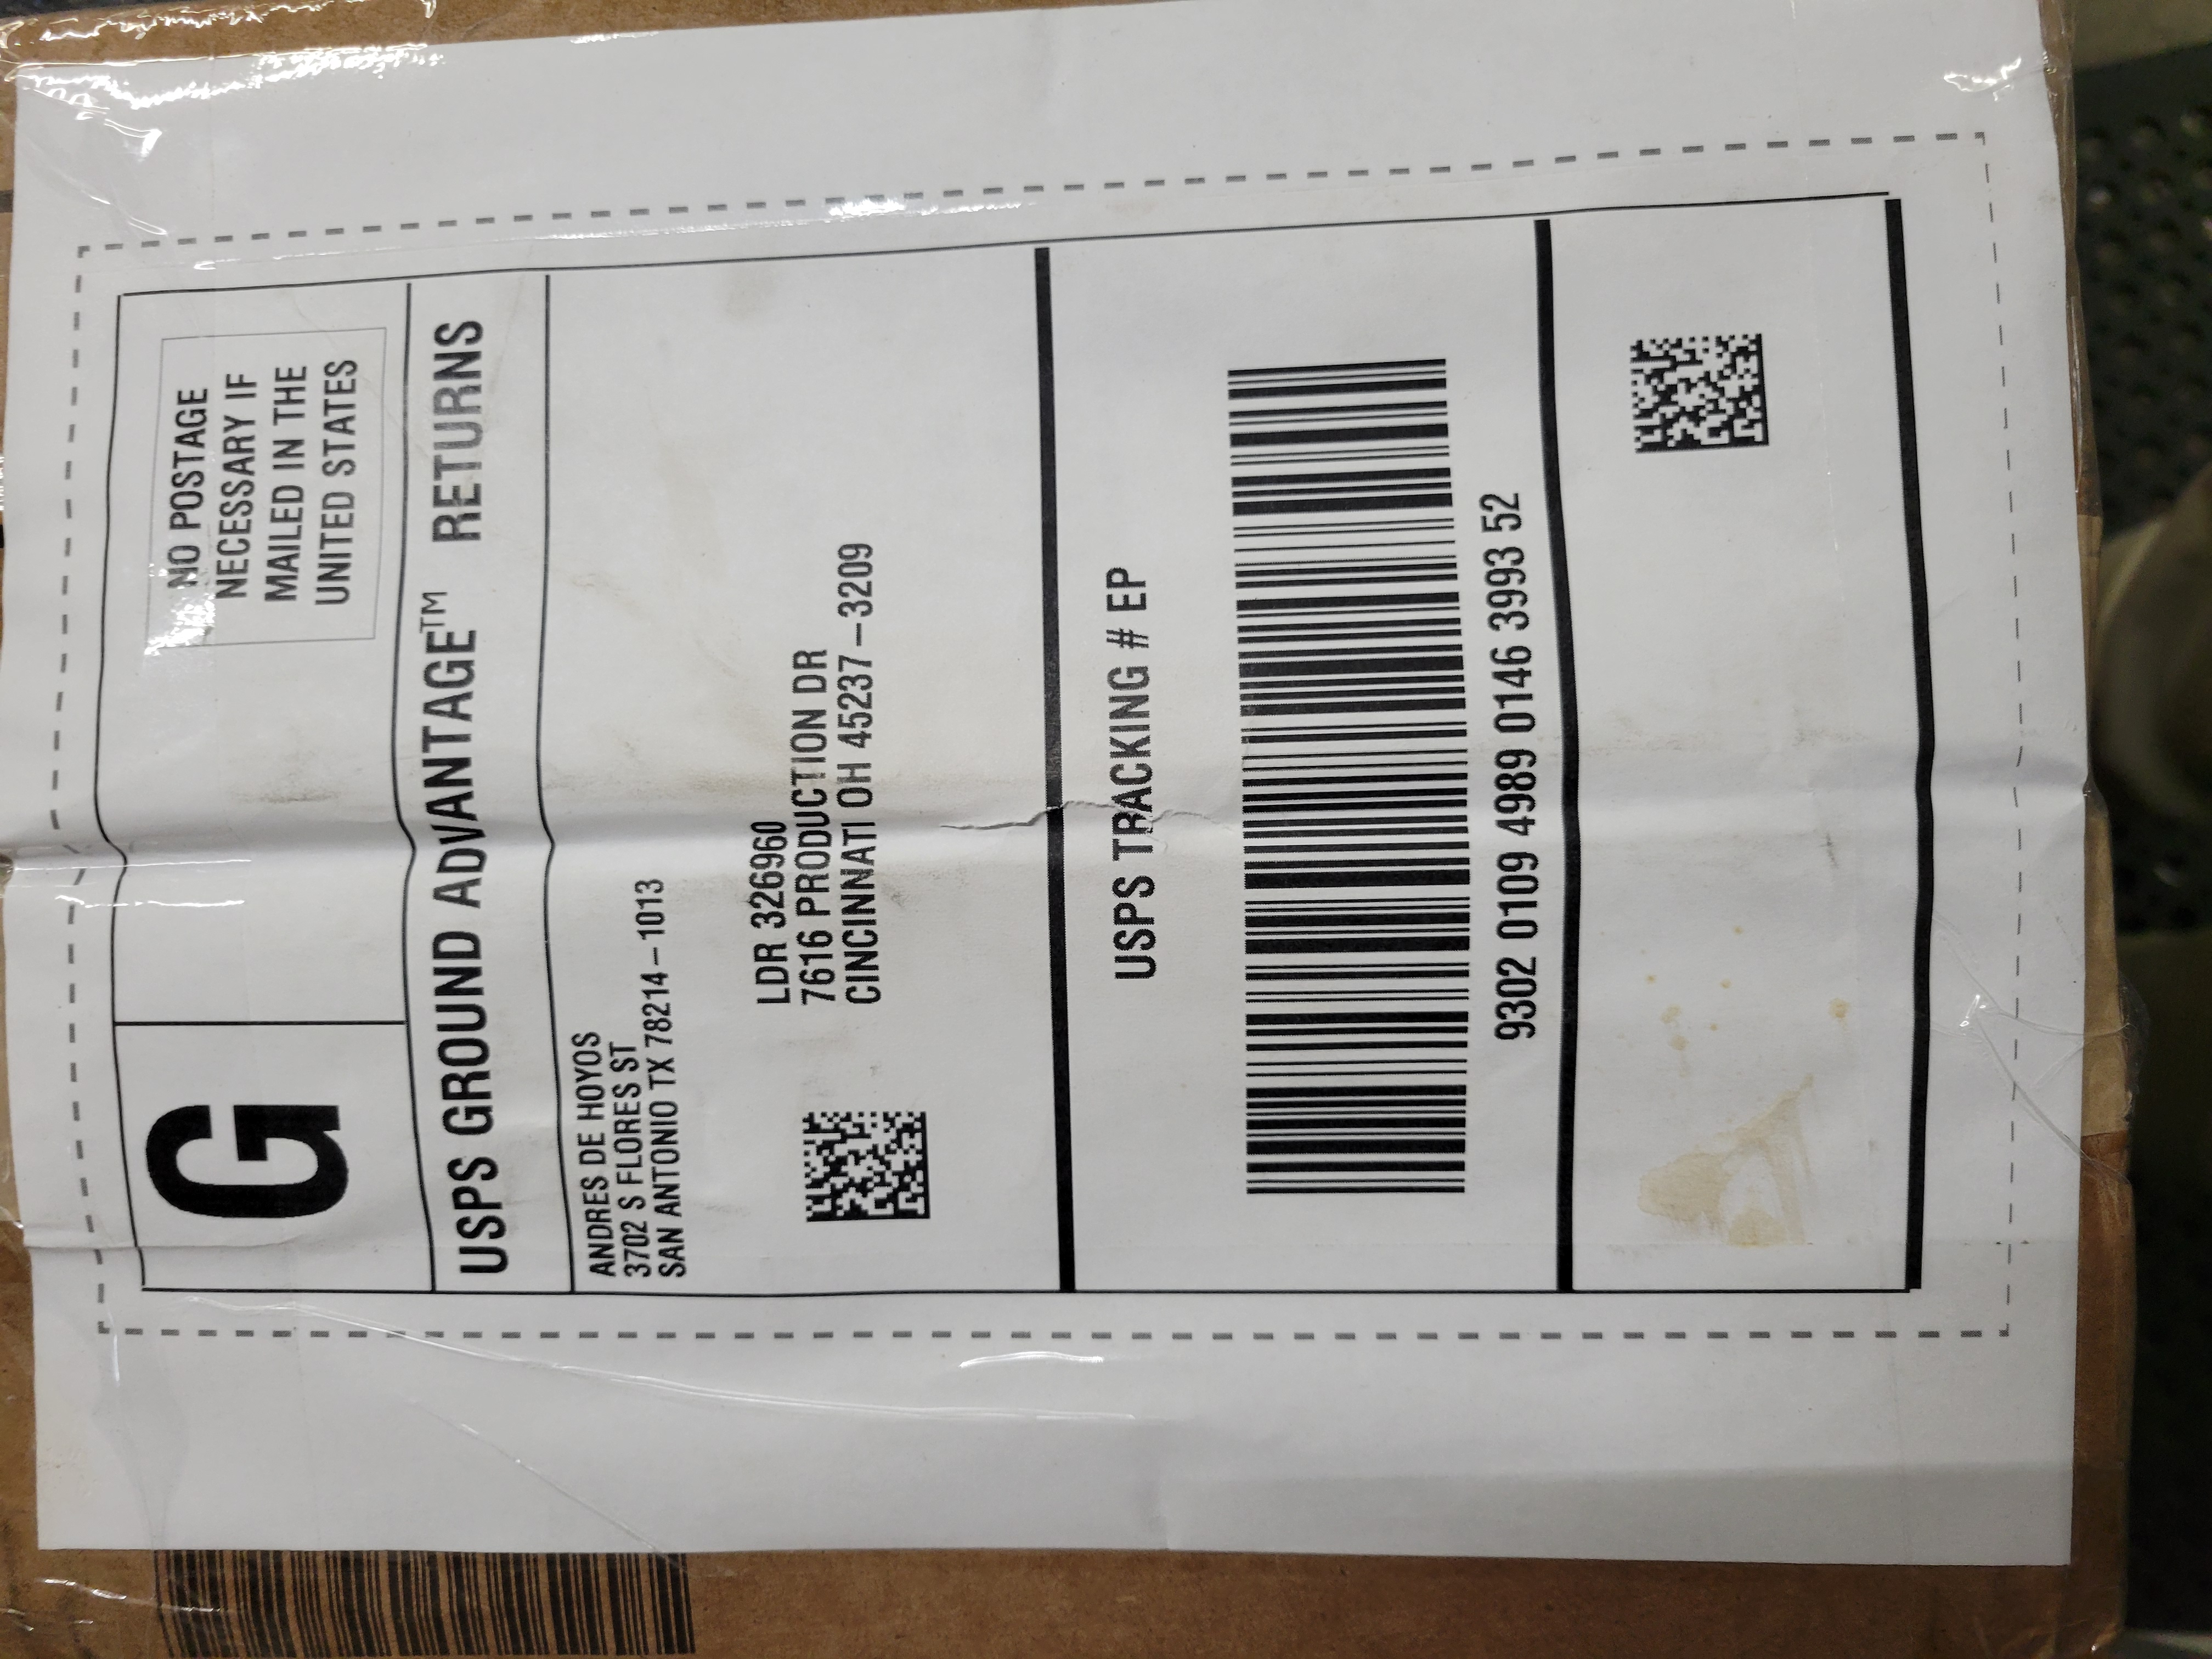 G
NO POSTAGE
NECESSARY IF
MAILED IN THE
UNITED STATES
USPS GROUND ADVANTAGE™ RETURNS
ANDRES DE HOYOS
3702 S FLORES ST
SAN ANTONIO TX 78214-1013
LDR 326960
7616 PRODUCTION DR
CINCINNATI OH 45237-3209
USPS TRACKING # EP
9302 0109 4989 0146 3993 52